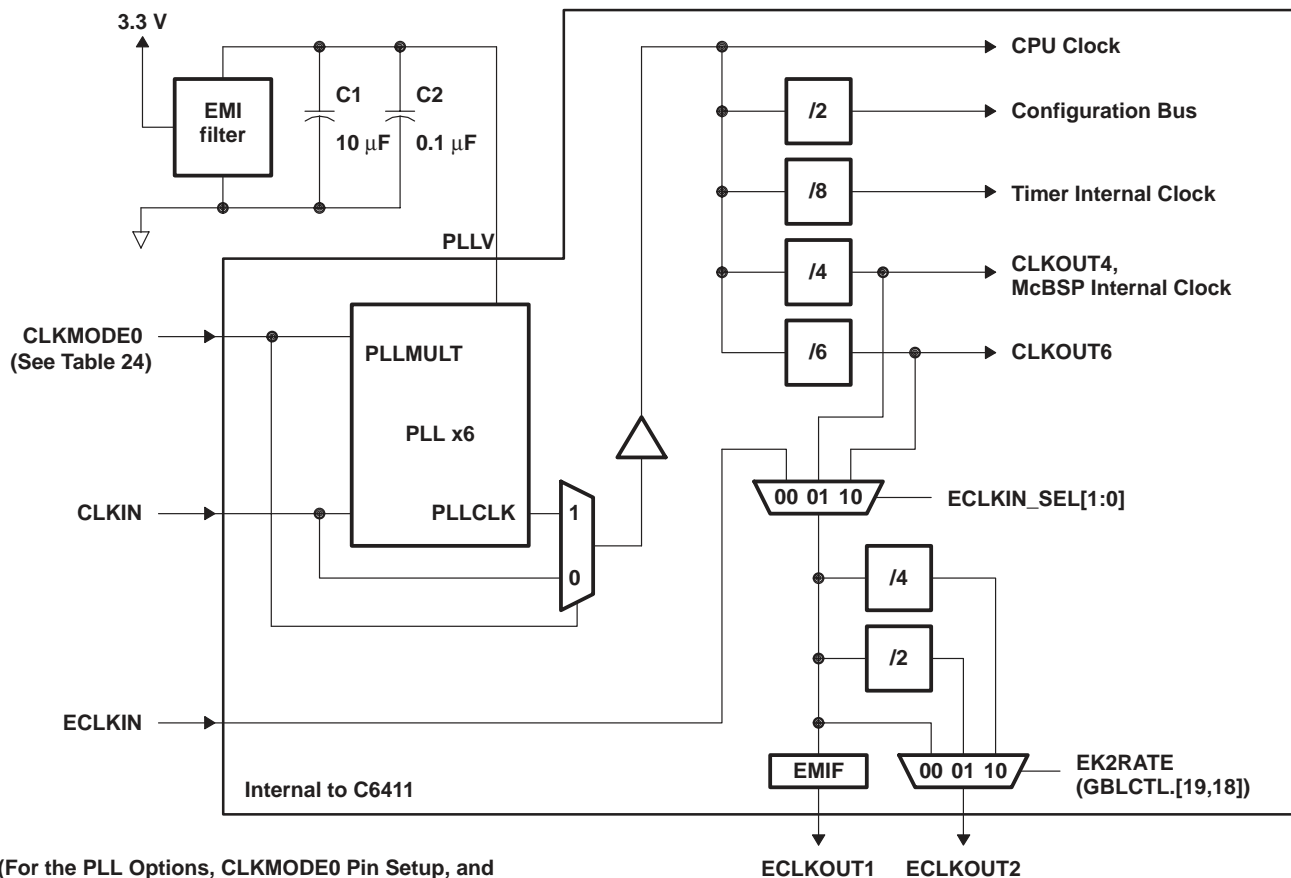 3.3 V
CPU Clock
EMI
filter
C1
C2
10 μF
0.1 μF
/2
Configuration Bus
/8
Timer Internal Clock
PLLV
/4
CLKOUT4,
McBSP Internal Clock
CLKMODE0
(See Table 24)
PLLMULT
/6
CLKOUT6
PLL x6
00 01 10
ECLKIN_SEL[1:0]
CLKIN
PLLCLK
1
0
/4
/2
ECLKIN
EMIF
00 01 10
EK2RATE
(GBLCTL.[19,18])
Internal to C6411
ECLKOUT1
ECLKOUT2
(For the PLL Options, CLKMODE0 Pin Setup, and